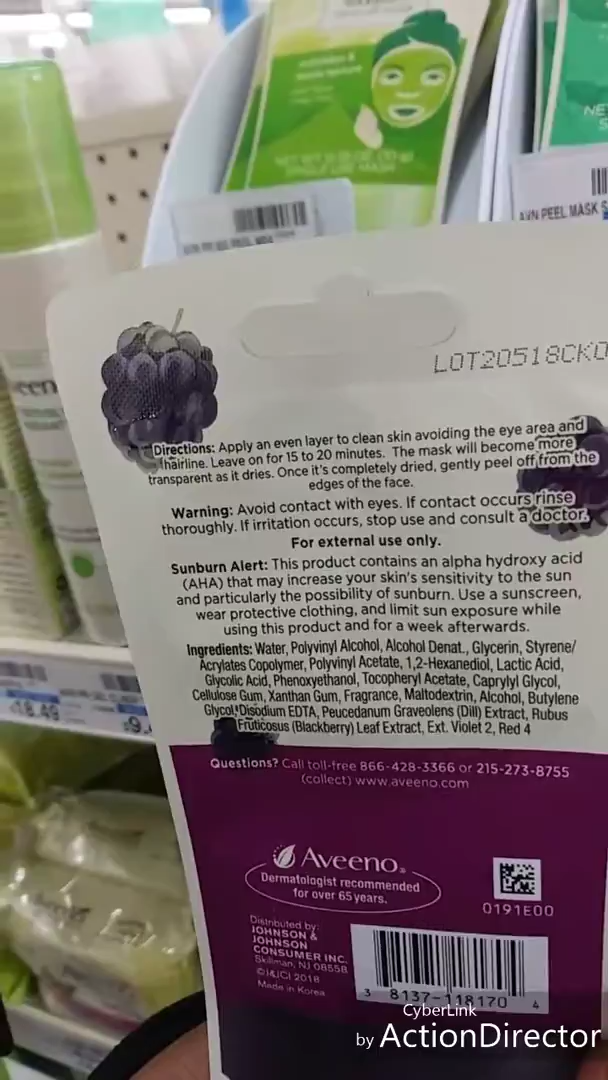 AVN PEEL MASK S
een
18.49
9.
LOT20518CKO
Directions: Apply an even layer to clean skin avoiding the eye area and
hairline. Leave on for 15 to 20 minutes. The mask will become more
transparent as it dries. Once it's completely dried, gently peel off from the
edges of the face.
Warning: Avoid contact with eyes. If contact occurs rinse
thoroughly. If irritation occurs, stop use and consult a doctor.
For external use only.
Sunburn Alert: This product contains an alpha hydroxy acid
(AHA) that may increase your skin's sensitivity to the sun
and particularly the possibility of sunburn. Use a sunscreen,
wear protective clothing, and limit sun exposure while
using this product and for a week afterwards.
Ingredients: Water, Polyvinyl Alcohol, Alcohol Denat., Glycerin, Styrene/
Acrylates Copolymer, Polyvinyl Acetate, 1,2-Hexanediol, Lactic Acid,
Glycolic Acid, Phenoxyethanol, Tocopheryl Acetate, Caprylyl Glycol,
Cellulose Gum, Xanthan Gum, Fragrance, Maltodextrin, Alcohol, Butylene
Glycol, Disodium EDTA, Peucedanum Graveolens (Dill) Extract, Rubus
Fruticosus (Blackberry) Leaf Extract, Ext. Violet 2, Red 4
Questions? Call toll-free 866-428-3366 or 215-273-8755
(collect) www.aveeno.com
Aveeno®
Dermatologist recommended
for over 65 years.
0191E00
Distributed by:
JOHNSON &
JOHNSON
CONSUMER INC.
Skillman, NJ 08558
©J&JCI 2018
Made in Korea
3 8137-118170 4
CyberLink
by ActionDirector